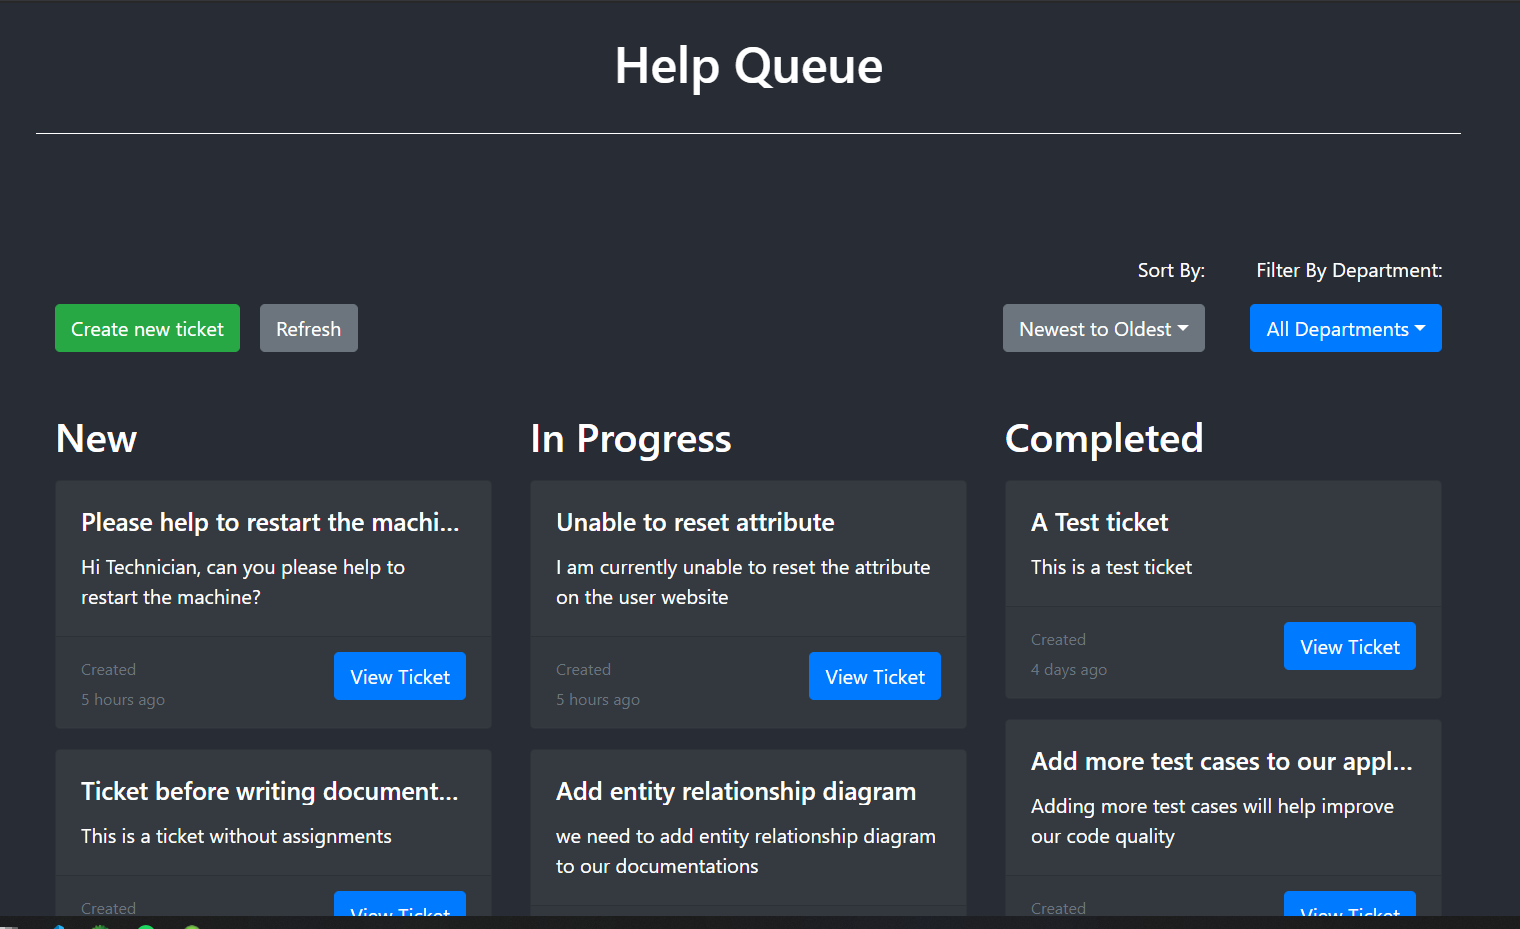 Help Queue
Sort By:
Filter By Department:
Create new ticket
Refresh
Newest to Oldest
All Departments
New
In Progress
Completed
Please help to restart the machi...
Hi Technician, can you please help to
restart the machine?
Created
5 hours ago
View Ticket
Unable to reset attribute
I am currently unable to reset the attribute
on the user website
Created
5 hours ago
View Ticket
A Test ticket
This is a test ticket
Created
4 days ago
View Ticket
Ticket before writing document...
This is a ticket without assignments
Created
View Ticket
Add entity relationship diagram
we need to add entity relationship diagram
to our documentations
Add more test cases to our appl...
Adding more test cases will help improve
our code quality
Created
View Ticket